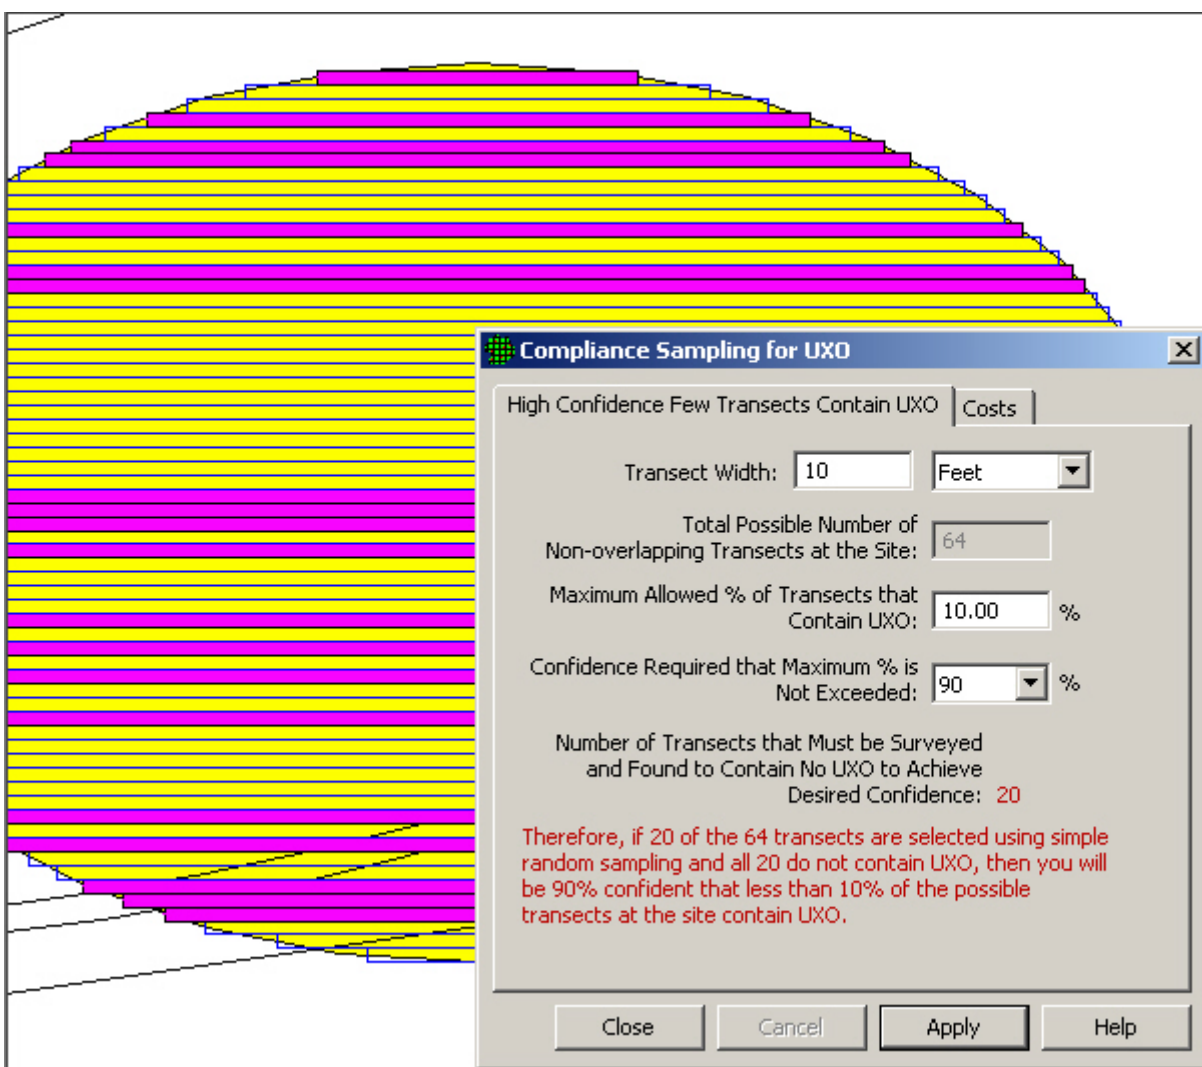 Compliance Sampling for UXO
High Confidence Few Transects Contain UXO
Costs
Transect Width:
10
Feet
Total Possible Number of
Non-overlapping Transects at the Site:
64
Maximum Allowed % of Transects that
Contain UXO:
10.00
%
Confidence Required that Maximum % is
Not Exceeded:
90
%
Number of Transects that Must be Surveyed
and Found to Contain No UXO to Achieve
Desired Confidence: 20
Therefore, if 20 of the 64 transects are selected using simple
random sampling and all 20 do not contain UXO, then you will
be 90% confident that less than 10% of the possible
transects at the site contain UXO.
Close
Cancel
Apply
Help